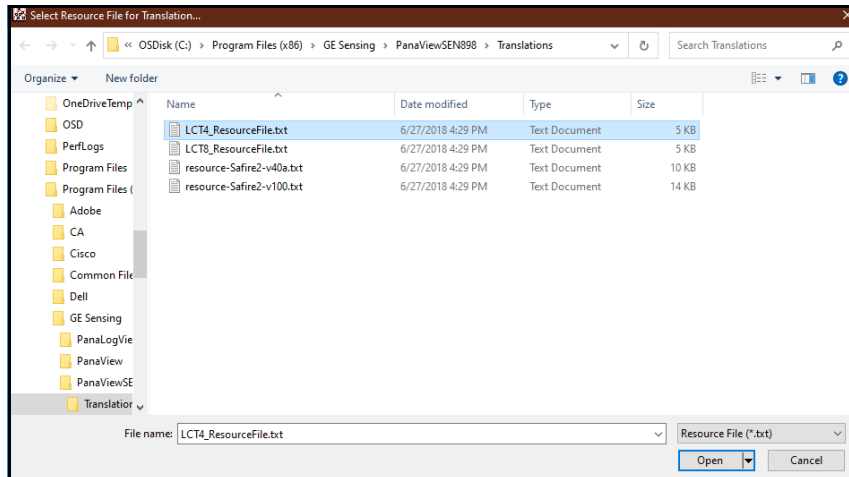 Select Resource File for Translation...
« OSDisk (C:) › Program Files (x86) › GE Sensing › PanaViewSEN898 › Translations
Search Translations
Organize
New folder
OneDriveTemp
OSD
PerfLogs
Program Files
Program Files (
Adobe
CA
Cisco
Common File
Dell
GE Sensing
PanaLogVie
PanaView
PanaViewSE
Translation
Name Date modified Type Size
LCT4_ResourceFile.txt 6/27/2018 4:29 PM Text Document 5 KB
LCT8_ResourceFile.txt 6/27/2018 4:29 PM Text Document 5 KB
resource-Safire2-v40a.txt 6/27/2018 4:29 PM Text Document 10 KB
resource-Safire2-v100.txt 6/27/2018 4:29 PM Text Document 14 KB
File name: LCT4_ResourceFile.txt
Resource File (*.txt)
Open
Cancel